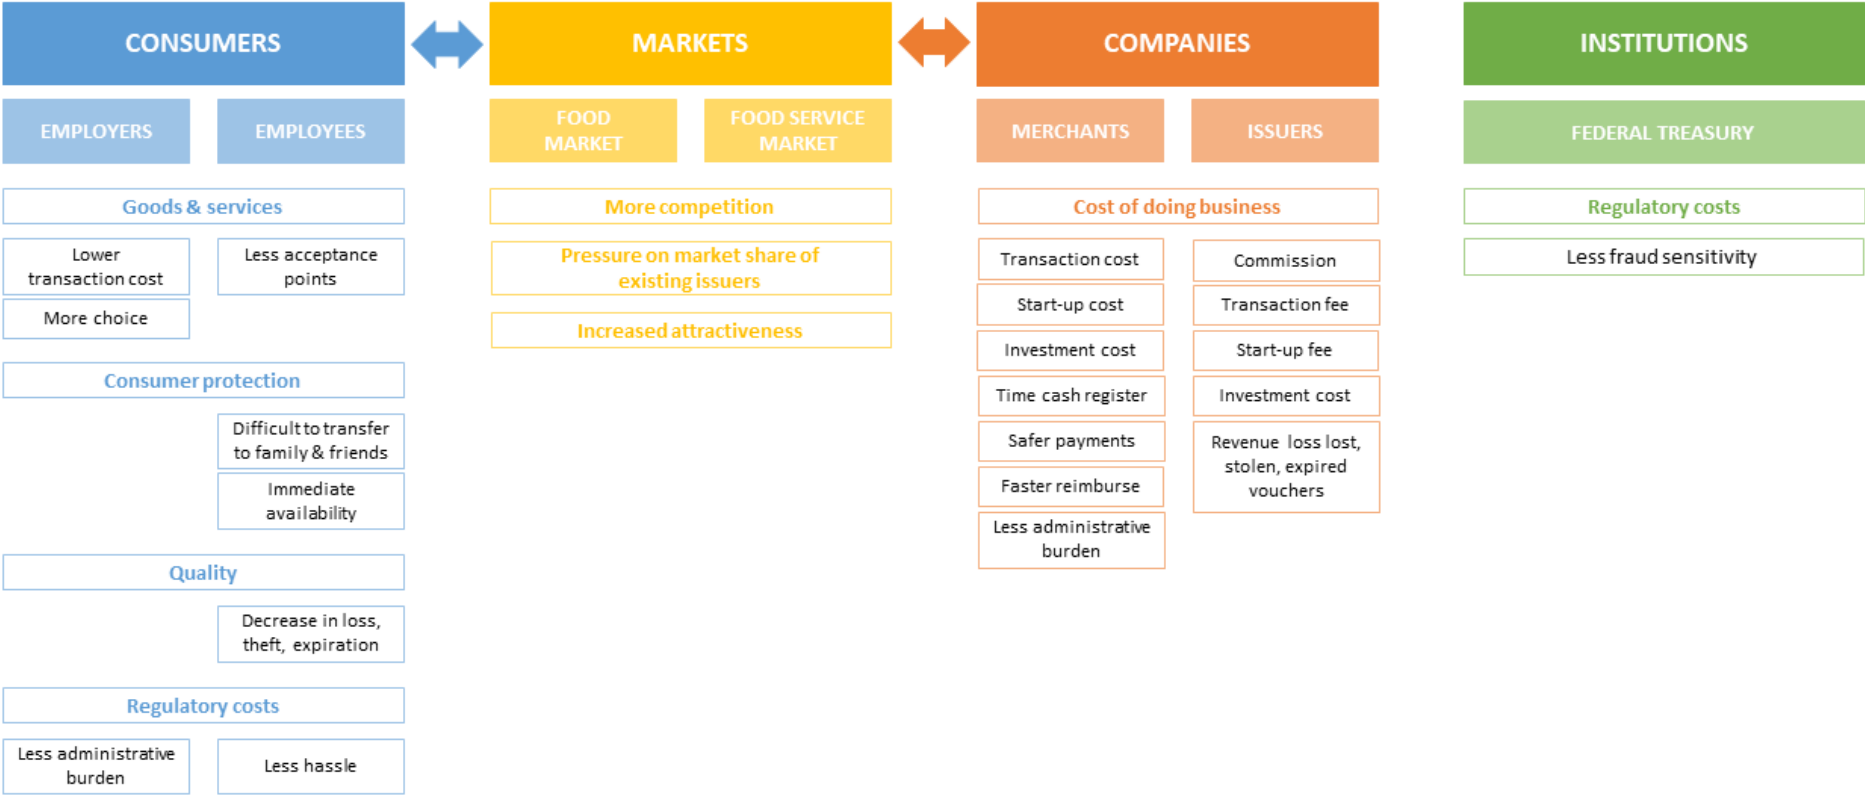 CONSUMERS
MARKETS
COMPANIES
INSTITUTIONS
EMPLOYERS
EMPLOYEES
FOOD
MARKET
FOOD SERVICE
MARKET
MERCHANTS
ISSUERS
FEDERAL TREASURY
Goods & services
Lower
transaction cost
More choice
Less acceptance
points
Consumer protection
Difficult to transfer
to family & friends
Immediate
availability
Quality
Decrease in loss,
theft, expiration
Regulatory costs
Less administrative
burden
Less hassle
More competition
Pressure on market share of
existing issuers
Increased attractiveness
Cost of doing business
Transaction cost
Start-up cost
Investment cost
Time cash register
Safer payments
Faster reimburse
Less administrative
burden
Commission
Transaction fee
Start-up fee
Investment cost
Revenue loss lost,
stolen, expired
vouchers
Regulatory costs
Less fraud sensitivity